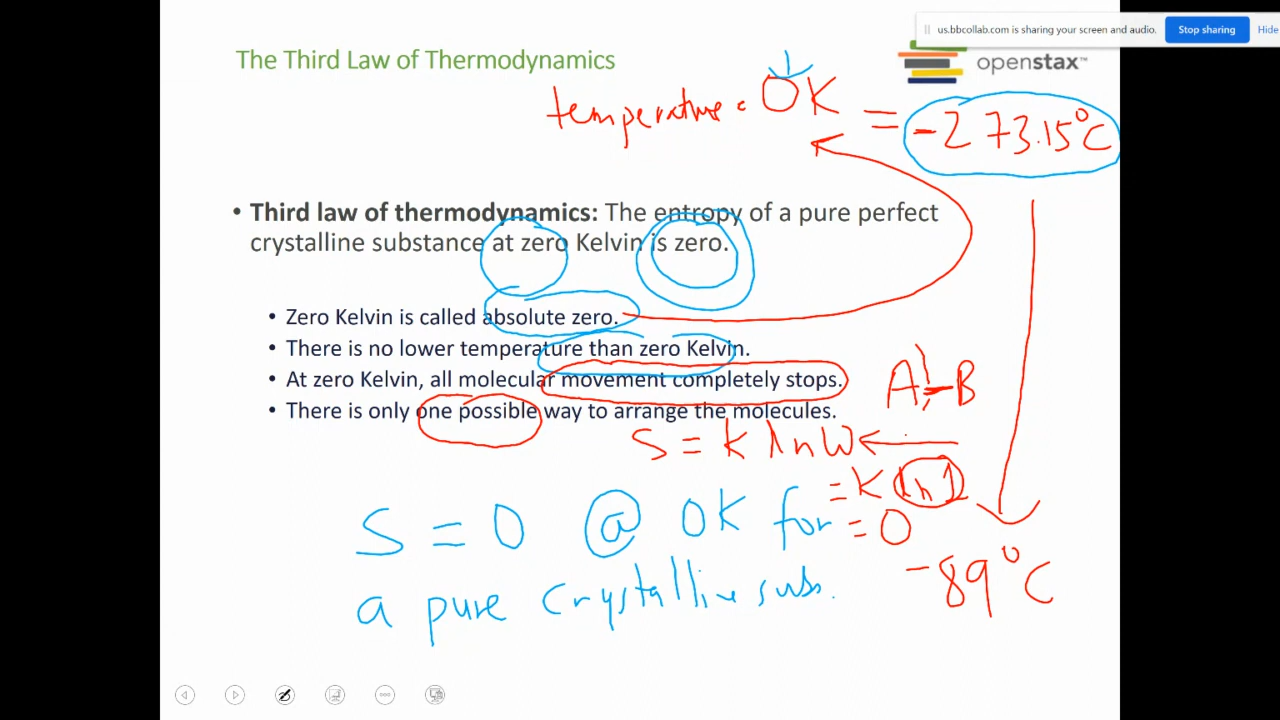 us.bbcollab.com is sharing your screen and audio. Stop sharing Hide
The Third Law of Thermodynamics
openstax™
temperature = 0K = -273.15°C
• Third law of thermodynamics: The entropy of a pure perfect
crystalline substance at zero Kelvin is zero.
• Zero Kelvin is called absolute zero.
• There is no lower temperature than zero Kelvin.
• At zero Kelvin, all molecular movement completely stops.
• There is only one possible way to arrange the molecules.
A-B
S = K ln W
= K ln 1
= 0
S = 0 @ 0K for
a pure crystalline subs.
-89°C